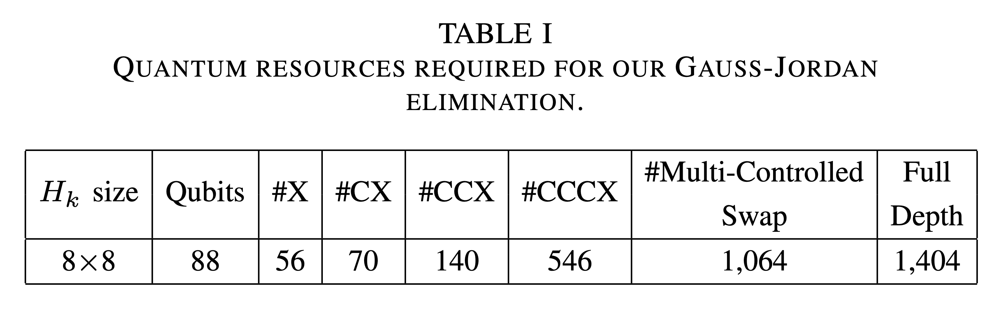 TABLE I
QUANTUM RESOURCES REQUIRED FOR OUR GAUSS-JORDAN
ELIMINATION.
H_k size Qubits #X #CX #CCX #CCCX #Multi-Controlled Swap Full Depth
8×8 88 56 70 140 546 1,064 1,404